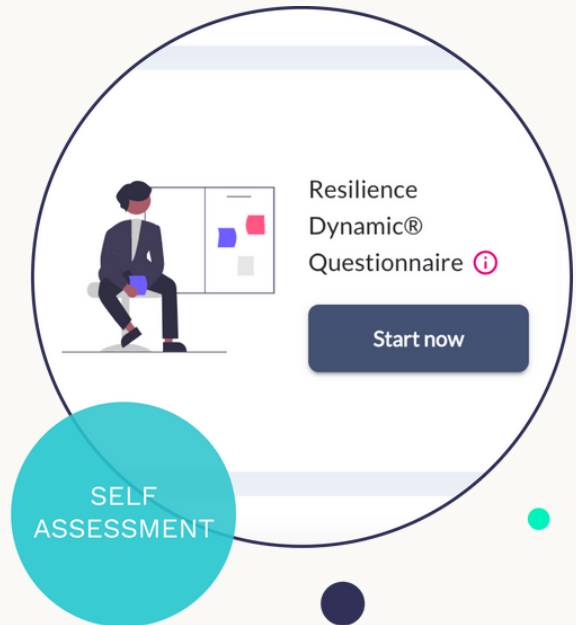 Resilience
Dynamic®
Questionnaire
Start now
SELF
ASSESSMENT